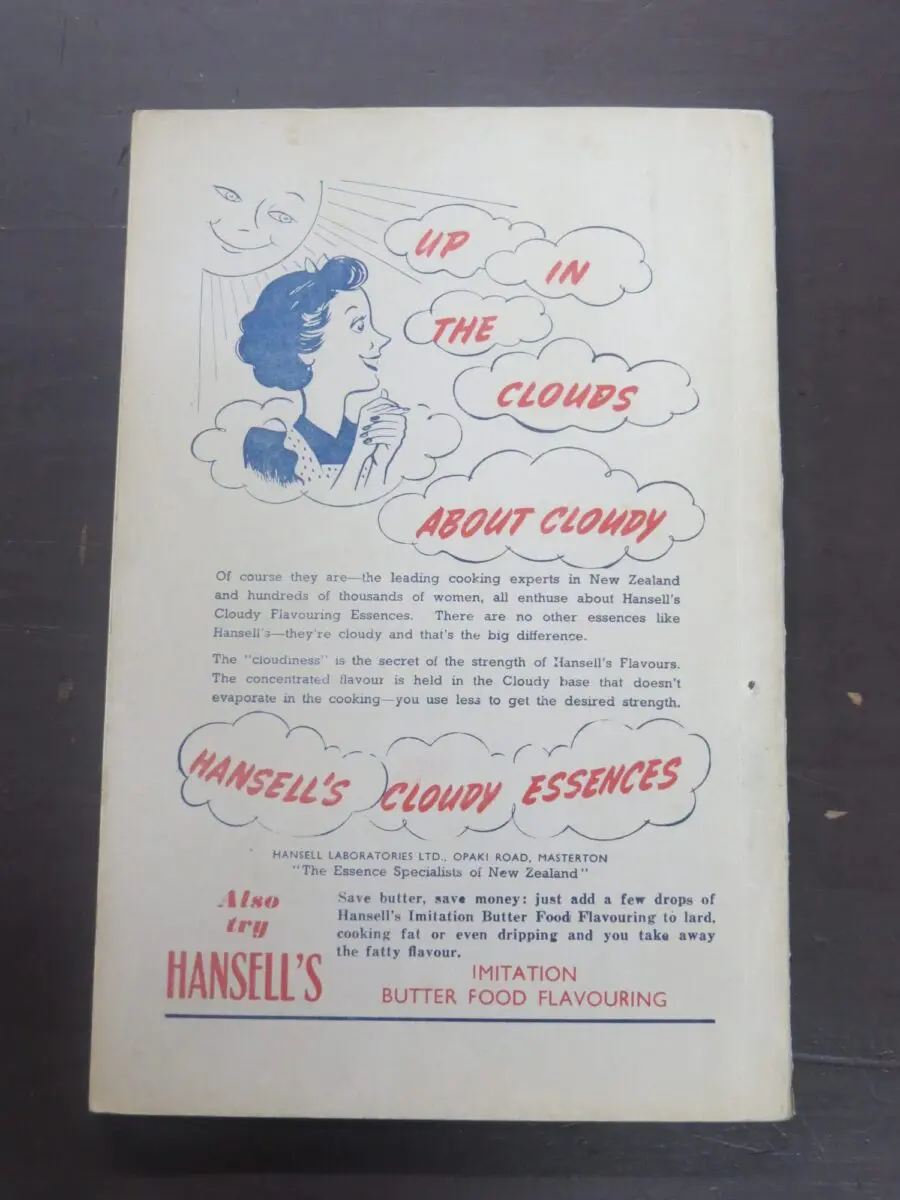 UP
IN
THE
CLOUDS
ABOUT CLOUDY
Of course they are—the leading cooking experts in New Zealand
and hundreds of thousands of women, all enthuse about Hansell's
Cloudy Flavouring Essences. There are no other essences like
Hansell's—they're cloudy and that's the big difference.
The "cloudiness" is the secret of the strength of Hansell's Flavours.
The concentrated flavour is held in the Cloudy base that doesn't
evaporate in the cooking—you use less to get the desired strength.
HANSELL'S CLOUDY ESSENCES
HANSELL LABORATORIES LTD., OPAKI ROAD, MASTERTON
"The Essence Specialists of New Zealand"
Also
try
HANSELL'S
Save butter, save money: just add a few drops of
Hansell's Imitation Butter Food Flavouring to lard,
cooking fat or even dripping and you take away
the fatty flavour.
IMITATION
BUTTER FOOD FLAVOURING